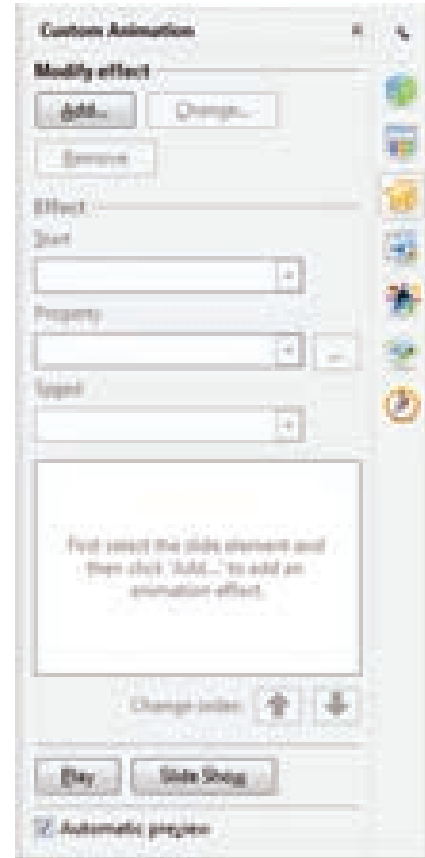 Custom Animation
Modify effect
Add... Change...
Remove
Effect
Start
Property
...
Speed
First select the slide element and
then click 'Add...' to add an
animation effect.
Change order:
Play Slide Show
Automatic preview